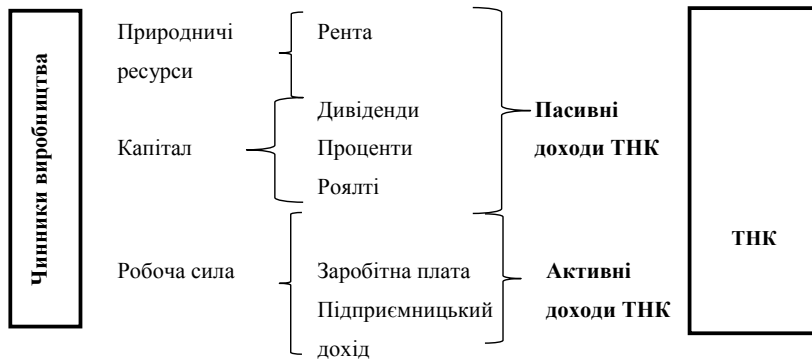 Чинники виробництва
Природничі
ресурси
Капітал
Робоча сила
Рента
Дивіденди
Проценти
Роялті
Заробітна плата
Підприємницький
дохід
Пасивні
доходи ТНК
Активні
доходи ТНК
ТНК